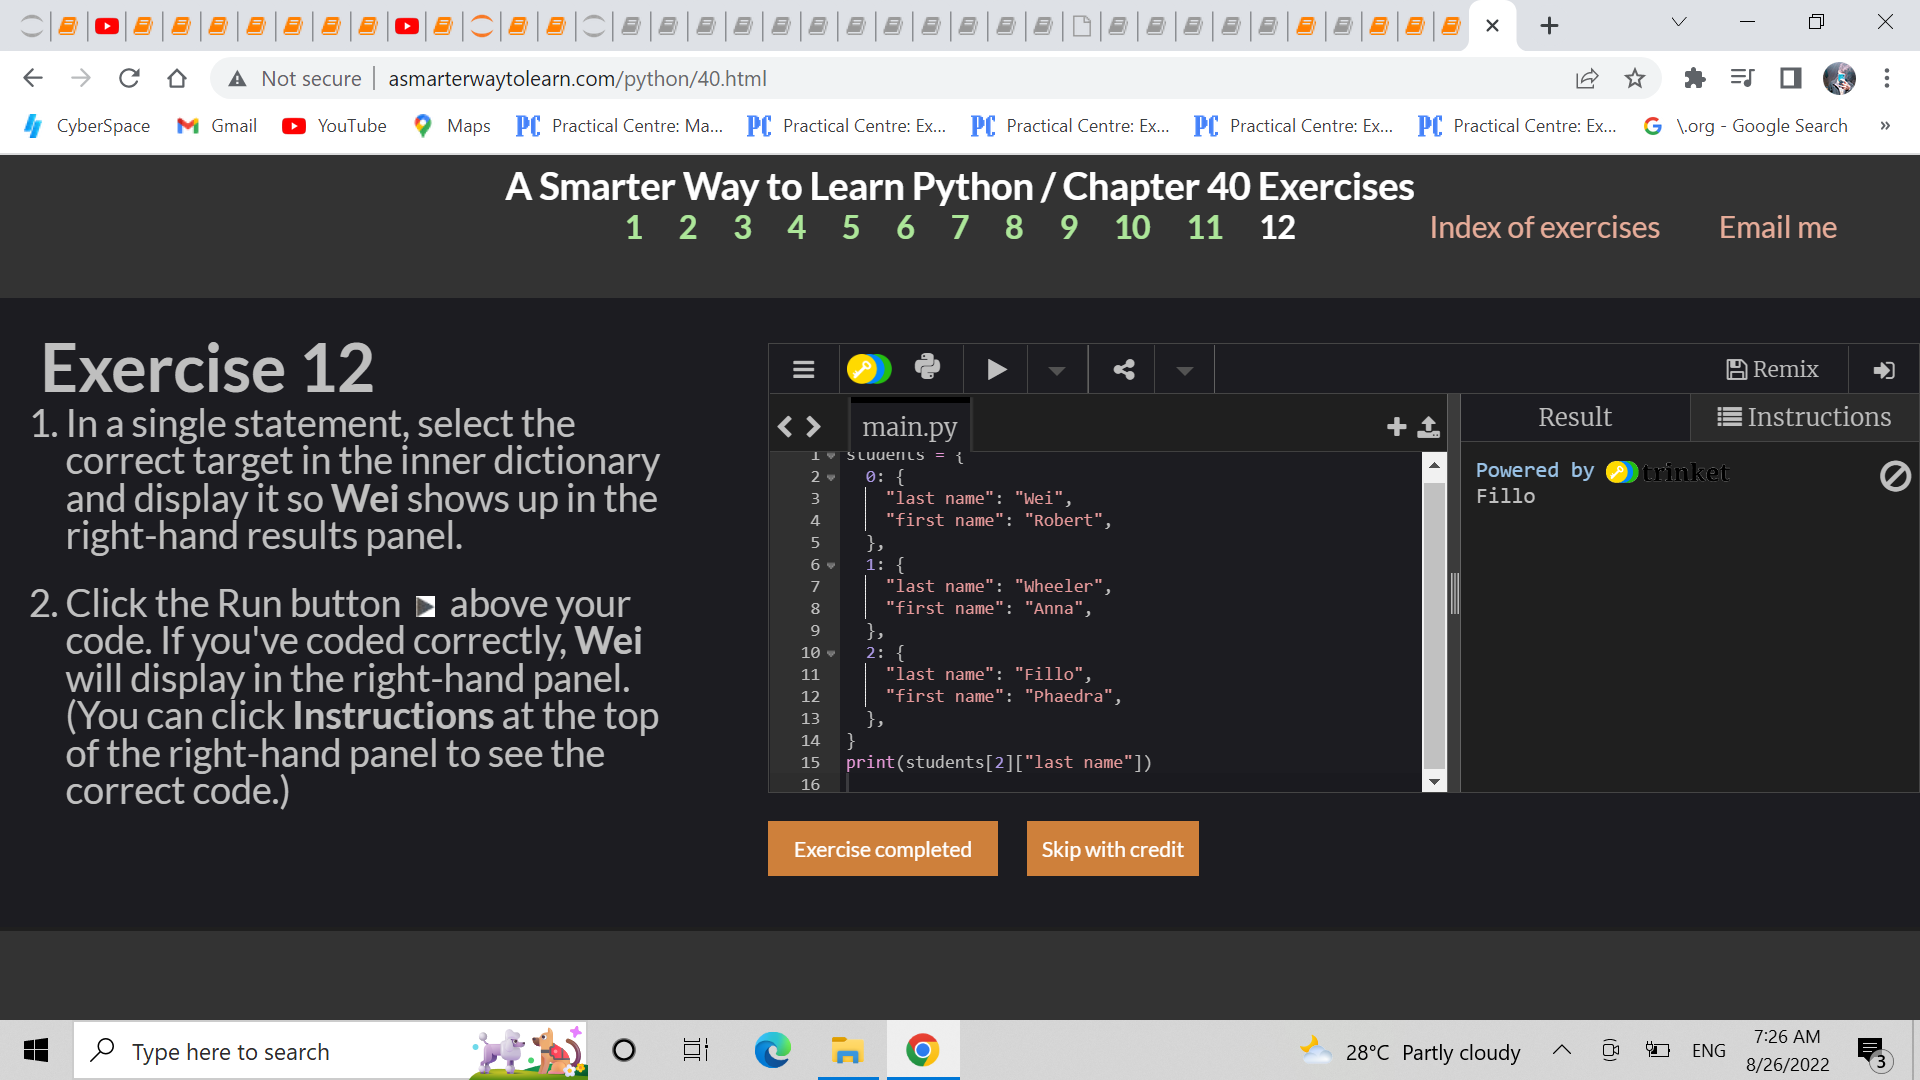 Not secure asmarterwaytolearn.com/python/40.html
CyberSpace Gmail YouTube Maps Practical Centre: Ma... Practical Centre: Ex... Practical Centre: Ex... Practical Centre: Ex... Practical Centre: Ex... \.org - Google Search »
A Smarter Way to Learn Python / Chapter 40 Exercises
1 2 3 4 5 6 7 8 9 10 11 12 Index of exercises Email me
Exercise 12
1. In a single statement, select the
correct target in the inner dictionary
and display it so Wei shows up in the
right-hand results panel.
2. Click the Run button above your
code. If you've coded correctly, Wei
will display in the right-hand panel.
(You can click Instructions at the top
of the right-hand panel to see the
correct code.)
Remix
main.py
Result Instructions
1 students = {
2 0: {
3 "last name": "Wei",
4 "first name": "Robert",
5 },
6 1: {
7 "last name": "Wheeler",
8 "first name": "Anna",
9 },
10 2: {
11 "last name": "Fillo",
12 "first name": "Phaedra",
13 },
14 }
15 print(students[2]["last name"])
16
Powered by trinket
Fillo
Exercise completed Skip with credit
Type here to search
28°C Partly cloudy
ENG
7:26 AM
8/26/2022
3